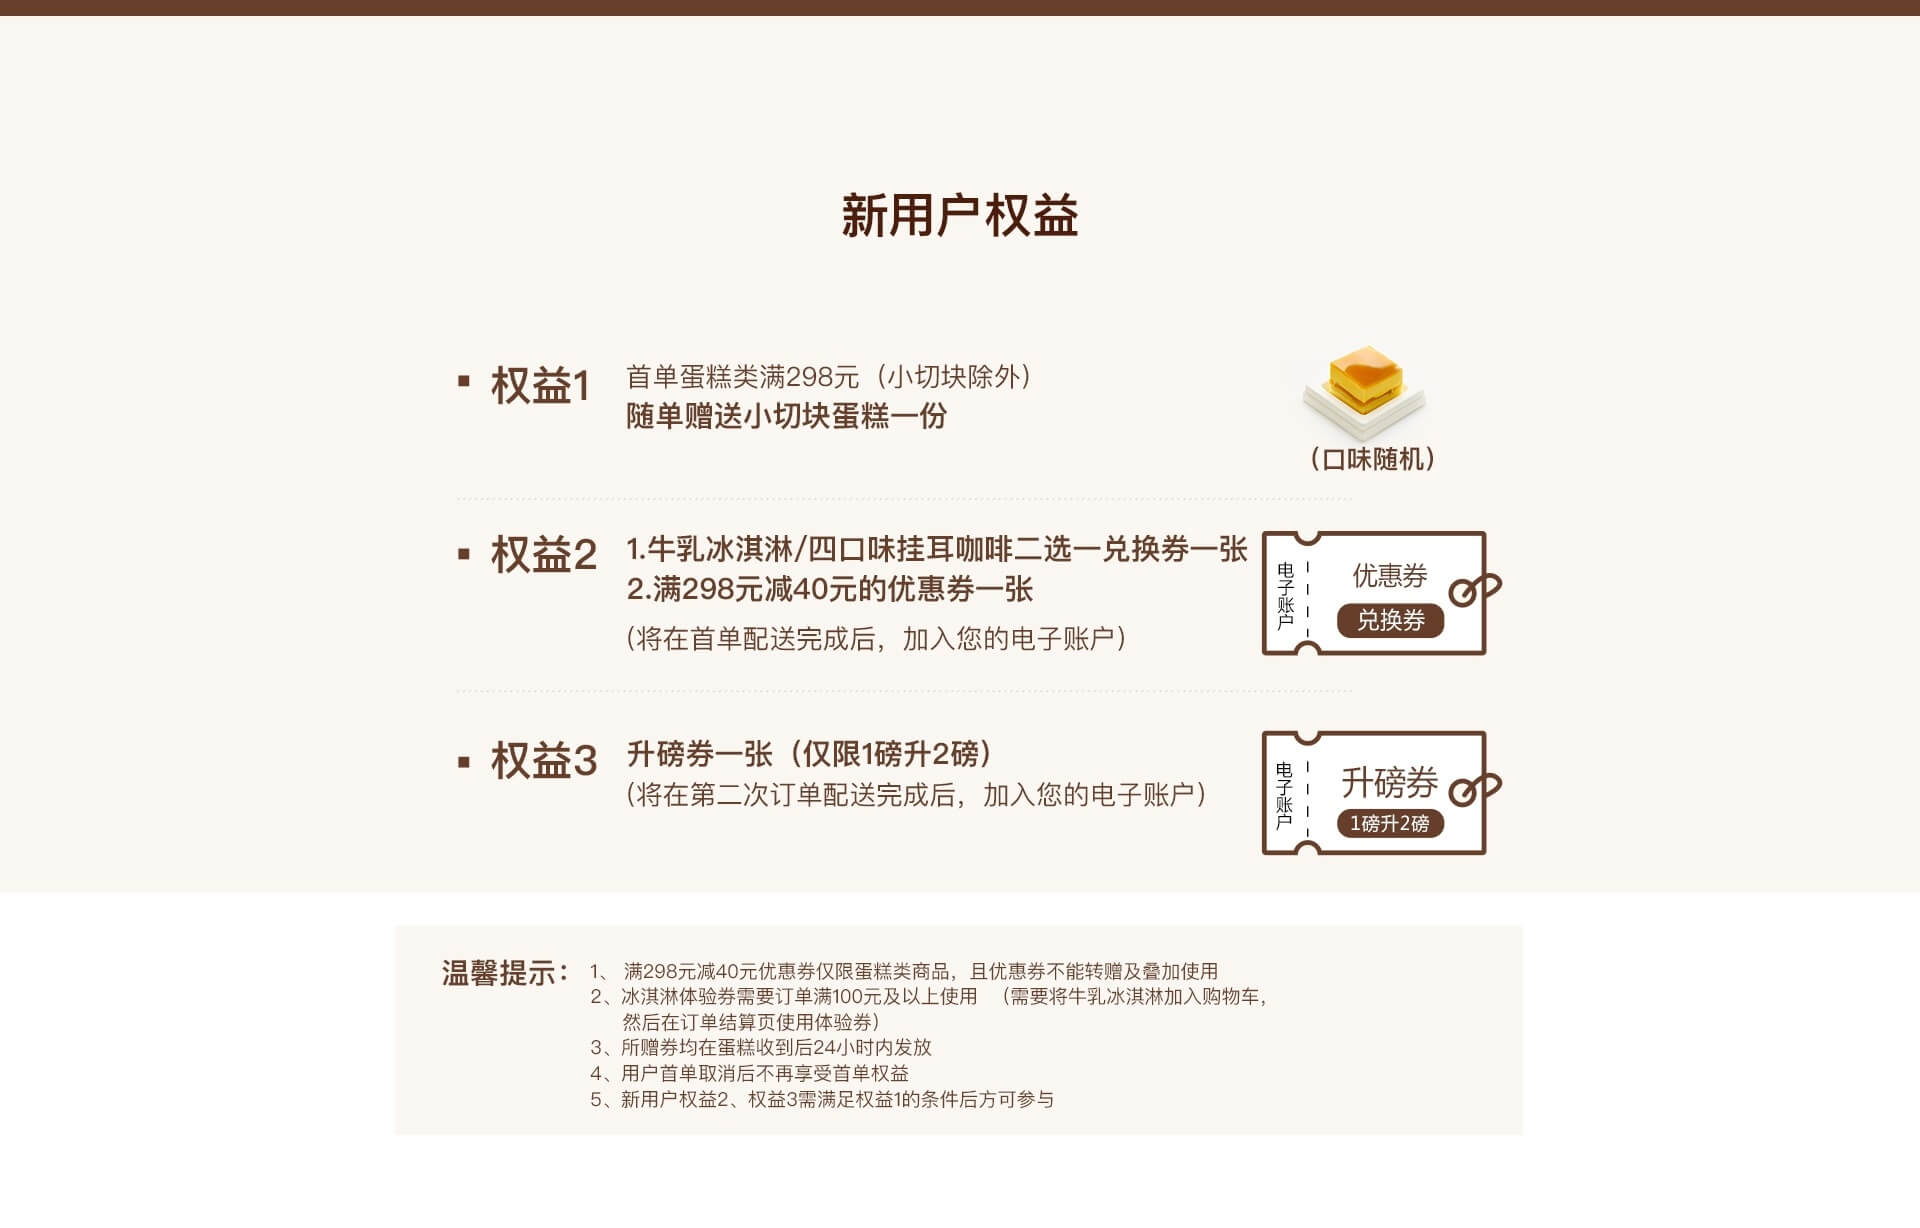 新用户权益
权益1
首单蛋糕类满298元（小切块除外）
随单赠送小切块蛋糕一份
（口味随机）
权益2
1.牛乳冰淇淋/四口味挂耳咖啡二选一兑换券一张
2.满298元减40元的优惠券一张
(将在首单配送完成后，加入您的电子账户）
电子账户
优惠券
兑换券
权益3
升磅券一张（仅限1磅升2磅）
(将在第二次订单配送完成后，加入您的电子账户）
电子账户
升磅券
1磅升2磅
温馨提示：
1、 满298元减40元优惠券仅限蛋糕类商品，且优惠券不能转赠及叠加使用
2、冰淇淋体验券需要订单满100元及以上使用 （需要将牛乳冰淇淋加入购物车，
然后在订单结算页使用体验券）
3、所赠券均在蛋糕收到后24小时内发放
4、用户首单取消后不再享受首单权益
5、新用户权益2、权益3需满足权益1的条件后方可参与